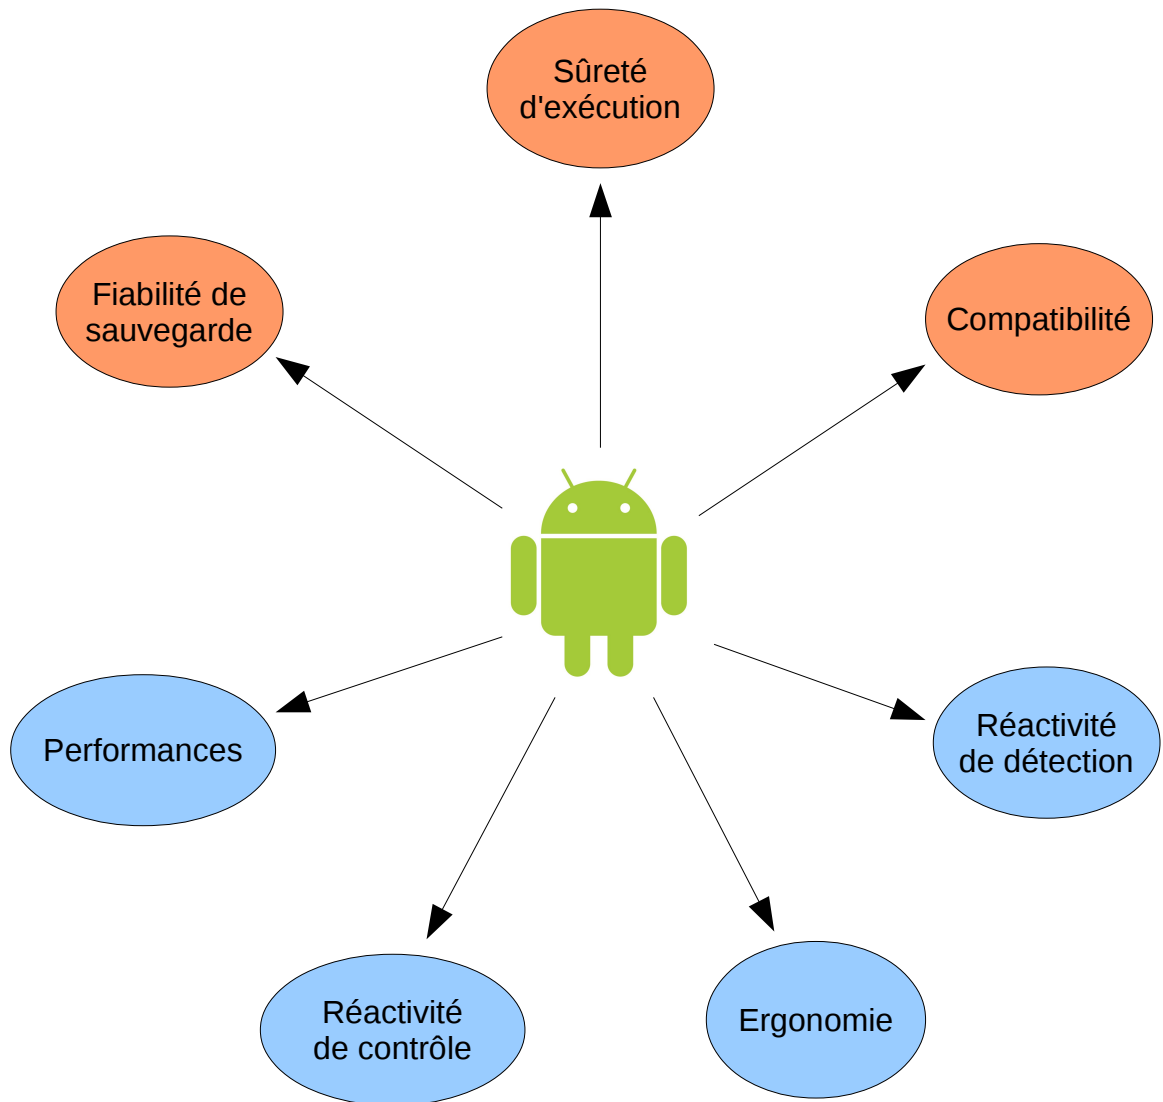 Sûreté
d'exécution
Fiabilité de
sauvegarde
Compatibilité
Performances
Réactivité
de détection
Réactivité
de contrôle
Ergonomie